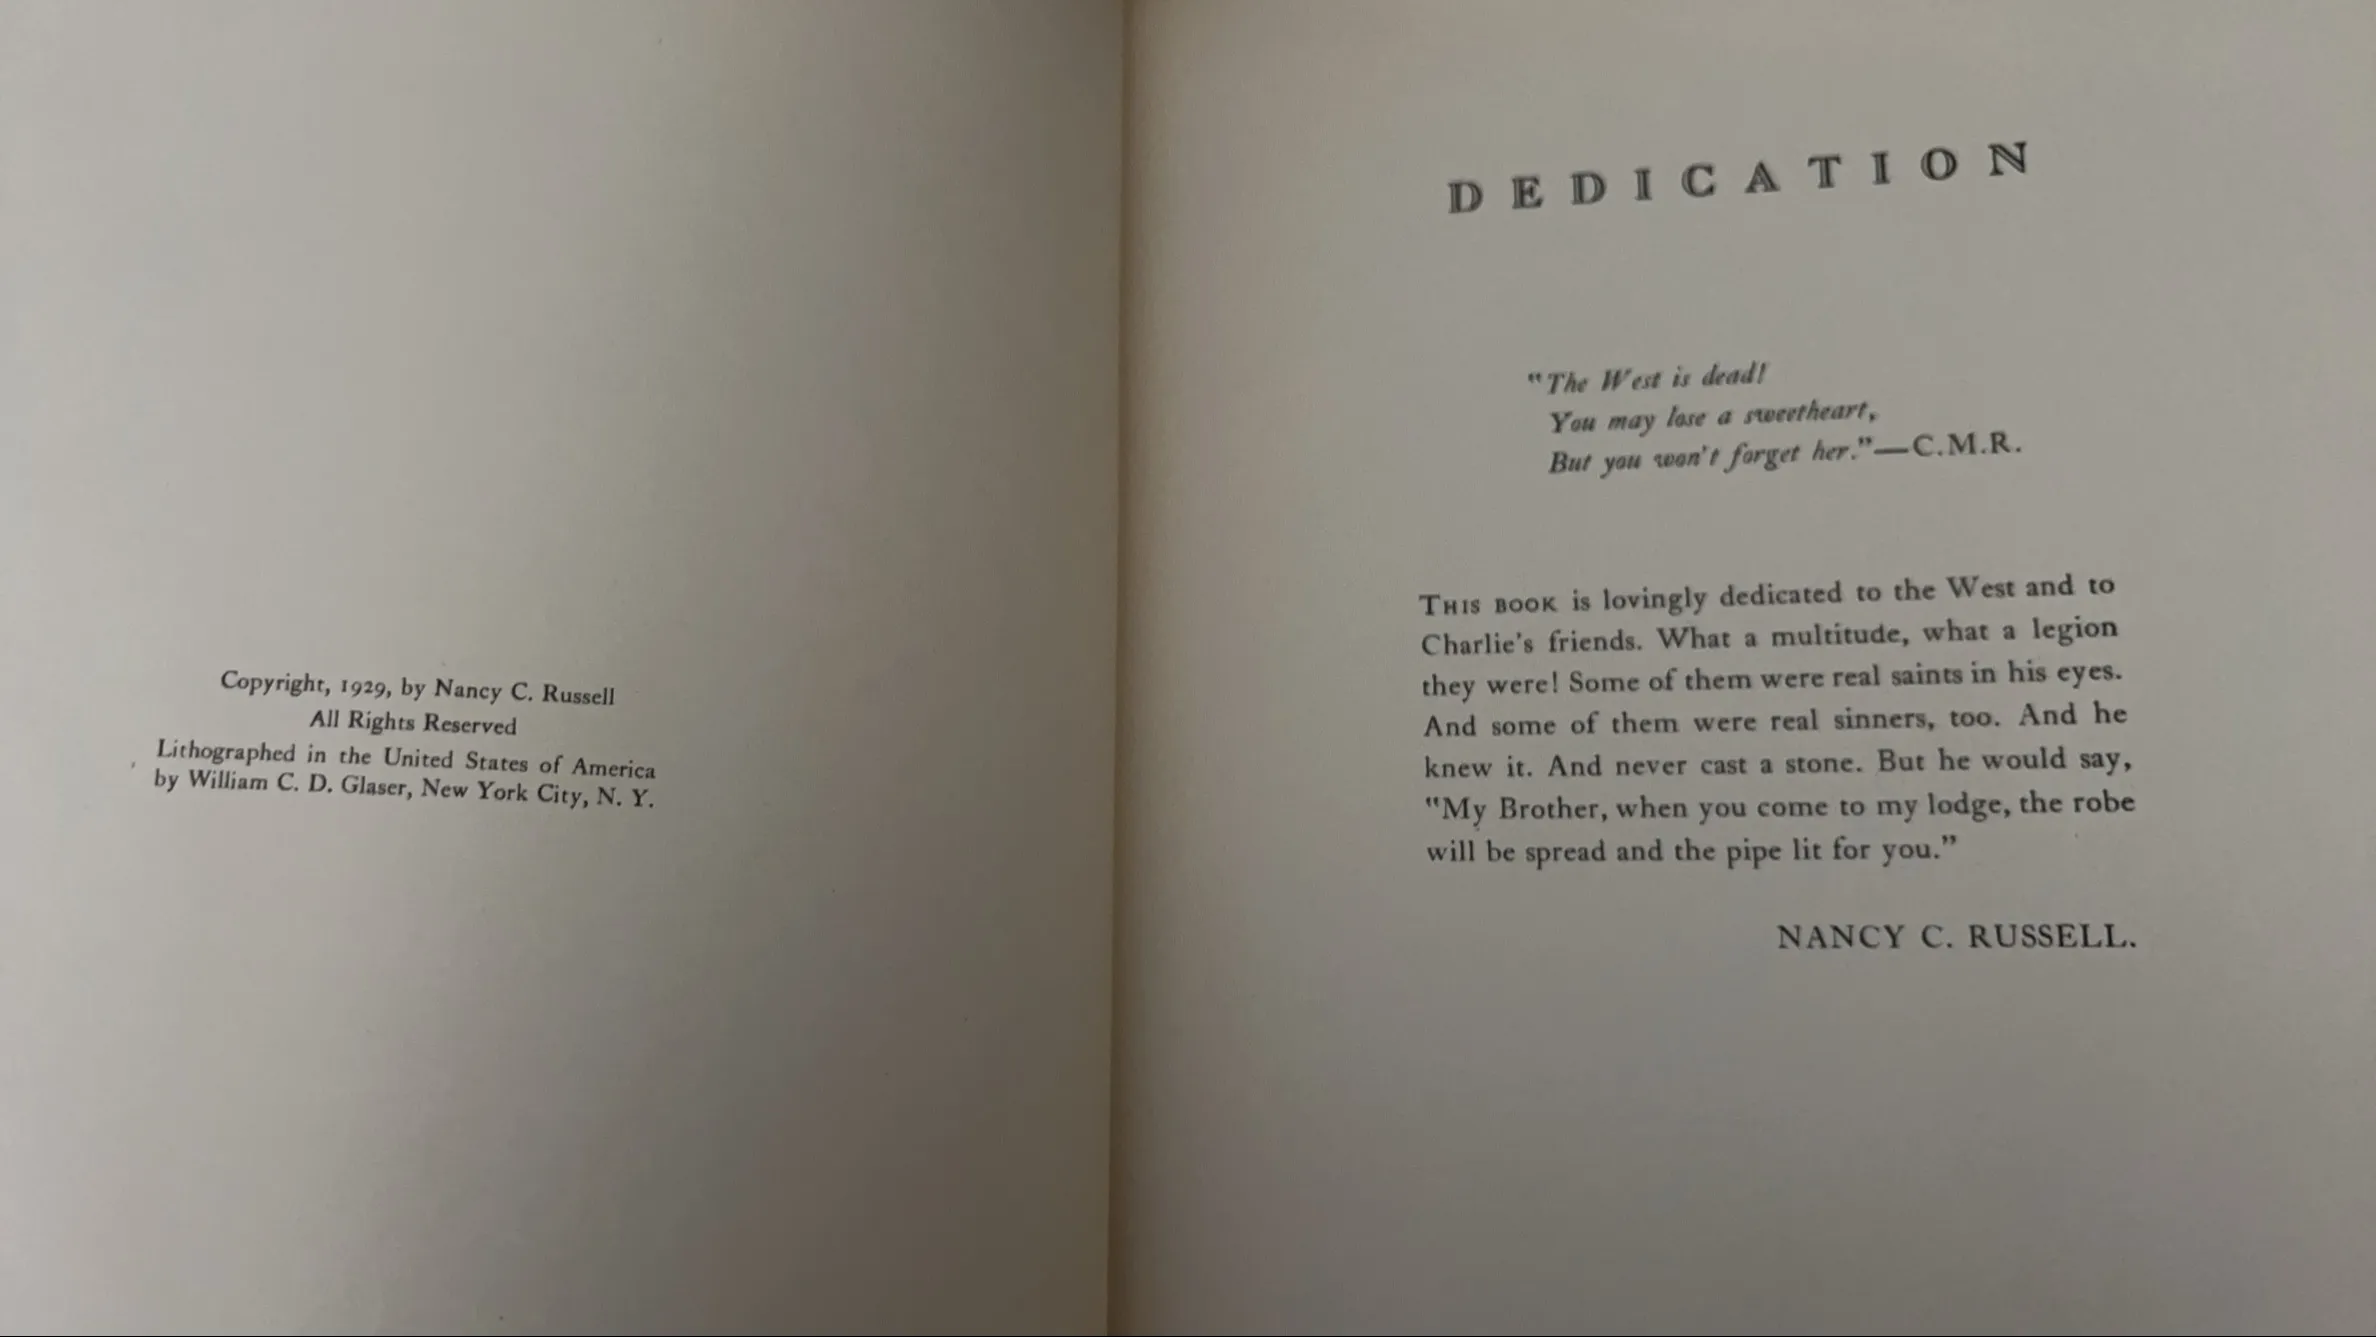 Copyright, 1929, by Nancy C. Russell
All Rights Reserved
Lithographed in the United States of America
by William C. D. Glaser, New York City, N. Y.
DEDICATION
"The West is dead!
You may lose a sweetheart,
But you won't forget her."—C.M.R.
THIS BOOK is lovingly dedicated to the West and to
Charlie's friends. What a multitude, what a legion
they were! Some of them were real saints in his eyes.
And some of them were real sinners, too. And he
knew it. And never cast a stone. But he would say,
"My Brother, when you come to my lodge, the robe
will be spread and the pipe lit for you."
NANCY C. RUSSELL.